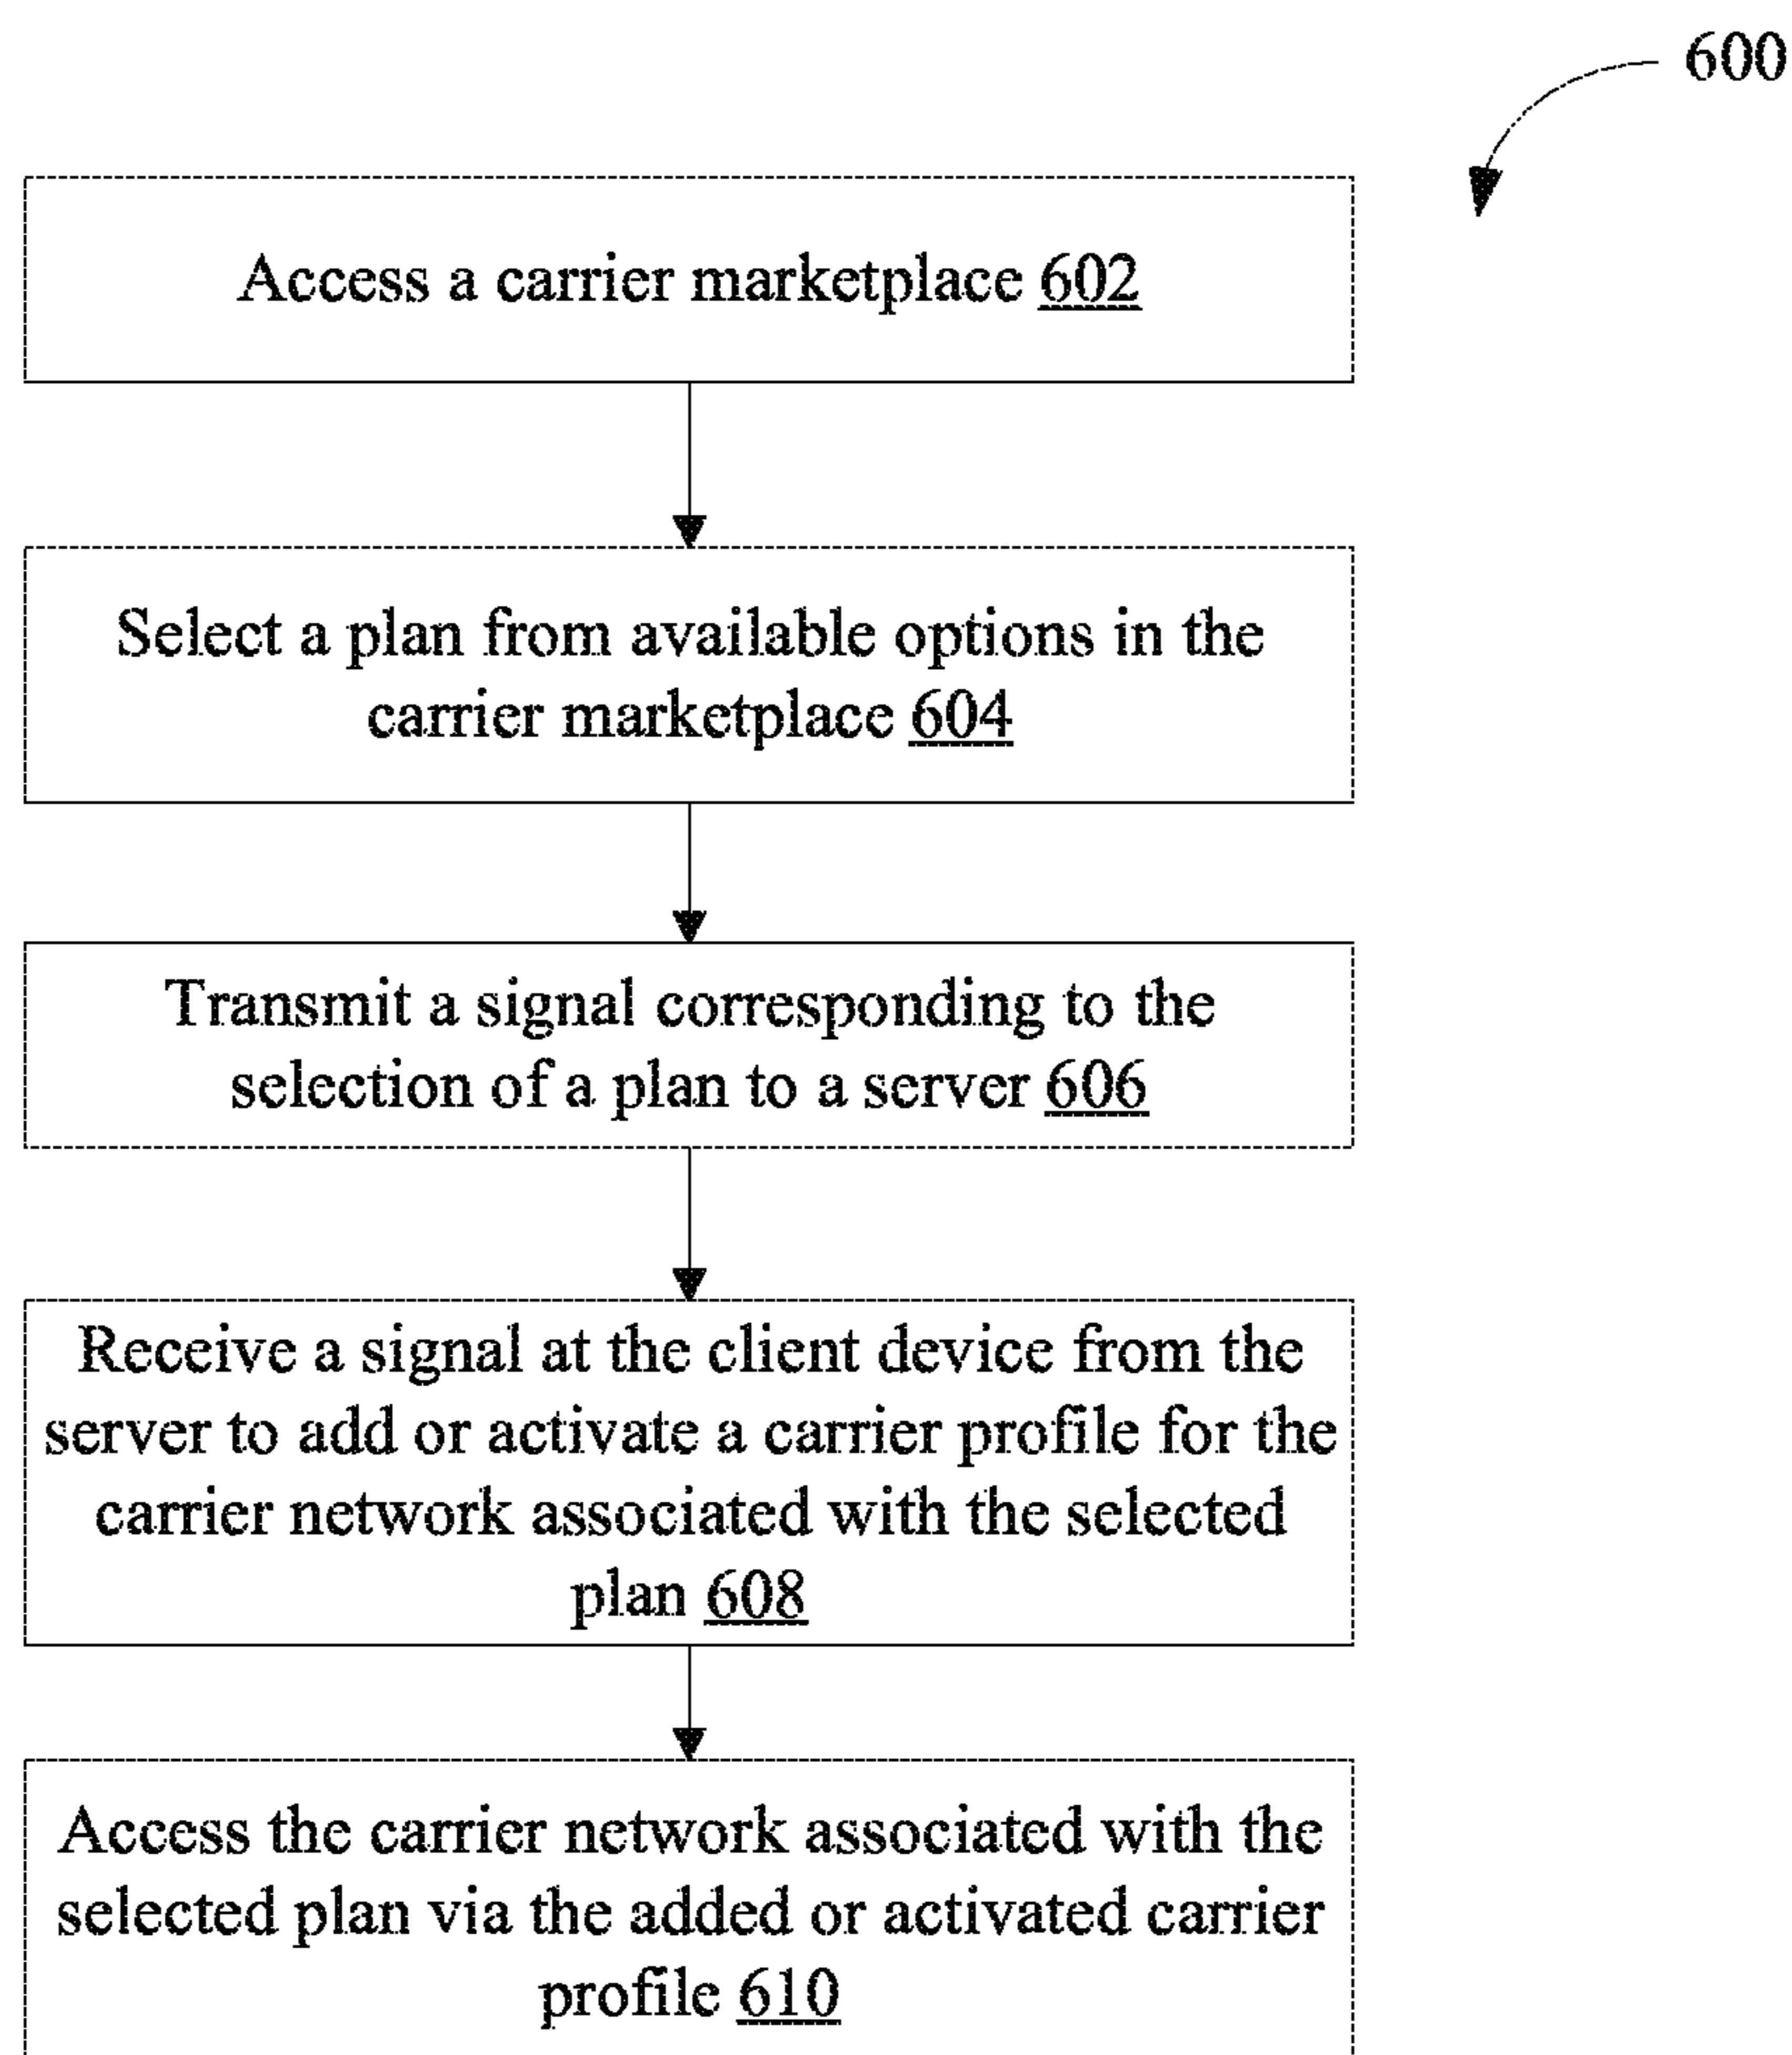 600
Access a carrier marketplace 602
Select a plan from available options in the
carrier marketplace 604
Transmit a signal corresponding to the
selection of a plan to a server 606
Receive a signal at the client device from the
server to add or activate a carrier profile for the
carrier network associated with the selected
plan 608
Access the carrier network associated with the
selected plan via the added or activated carrier
profile 610